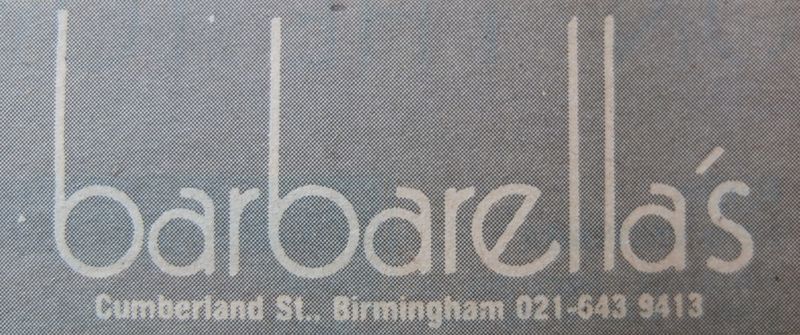 barbarella's
Cumberland St., Birmingham 021-643 9413